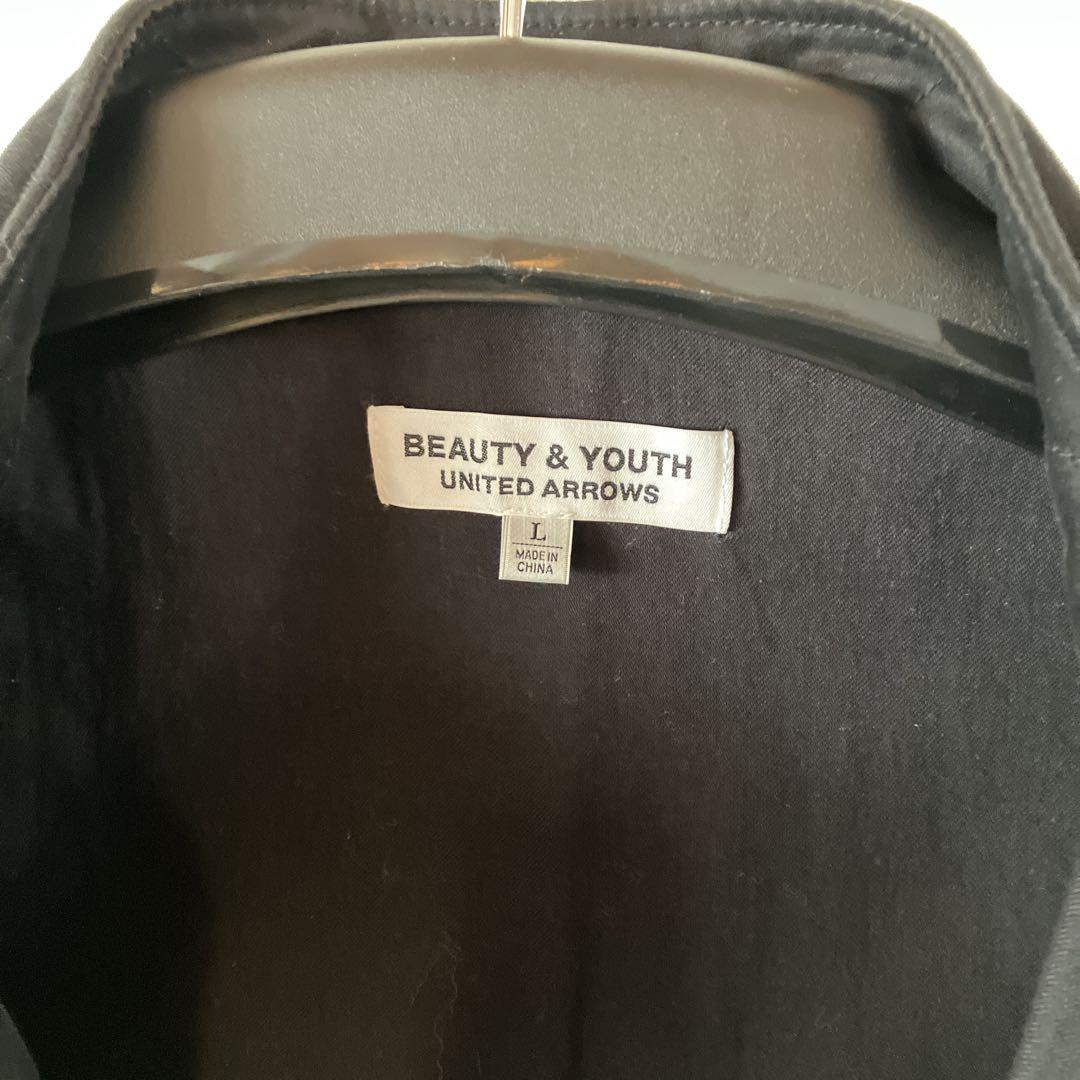 BEAUTY & YOUTH
UNITED ARROWS
L
MADE IN
CHINA